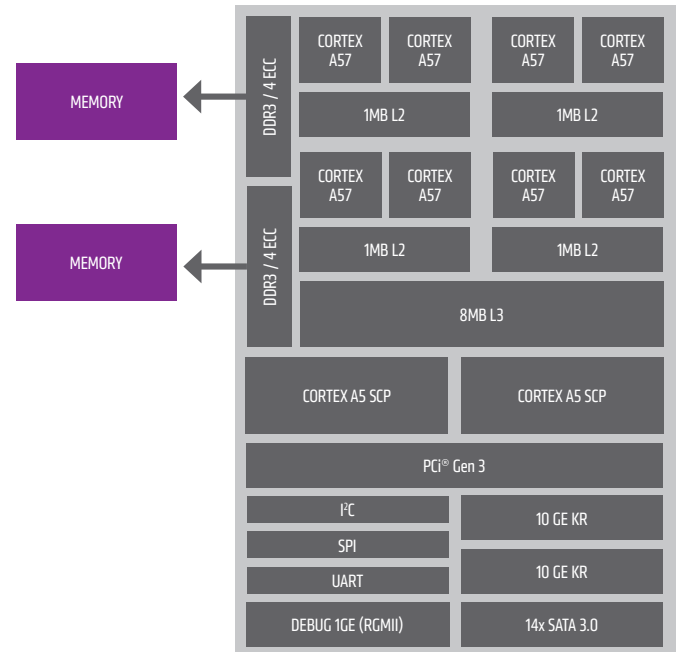 MEMORY
DDR3 / 4 ECC
CORTEX
A57
CORTEX
A57
CORTEX
A57
CORTEX
A57
1MB L2
1MB L2
CORTEX
A57
CORTEX
A57
CORTEX
A57
CORTEX
A57
MEMORY
DDR3 / 4 ECC
1MB L2
1MB L2
8MB L3
CORTEX A5 SCP
CORTEX A5 SCP
PCi® Gen 3
I²C
SPI
UART
DEBUG 1GE (RGMII)
10 GE KR
10 GE KR
14x SATA 3.0